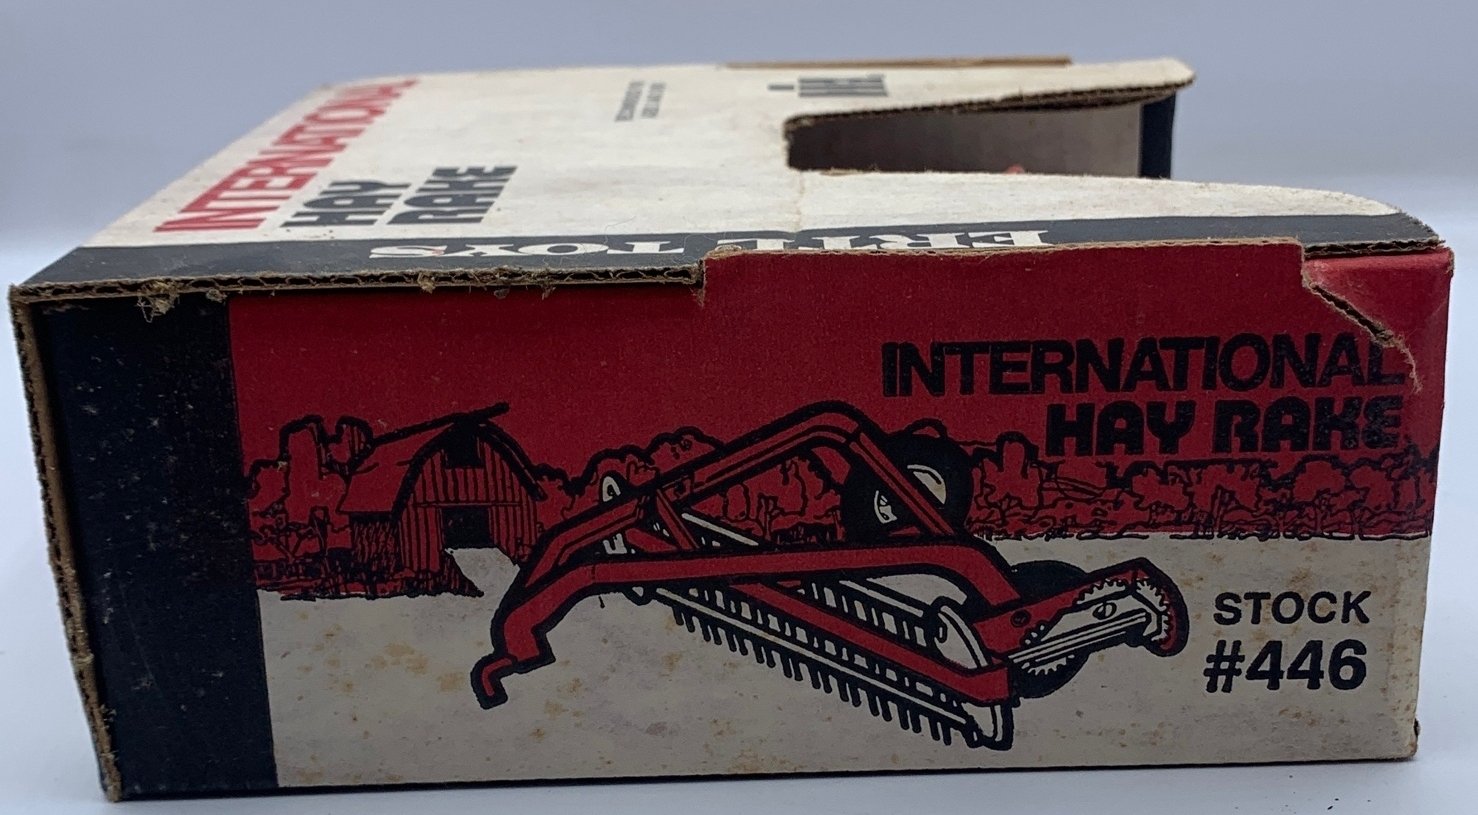 INTERNATIONAL
HAY
RAKE
ERTL TOYS
INTERNATIONAL
HAY RAKE
STOCK
#446